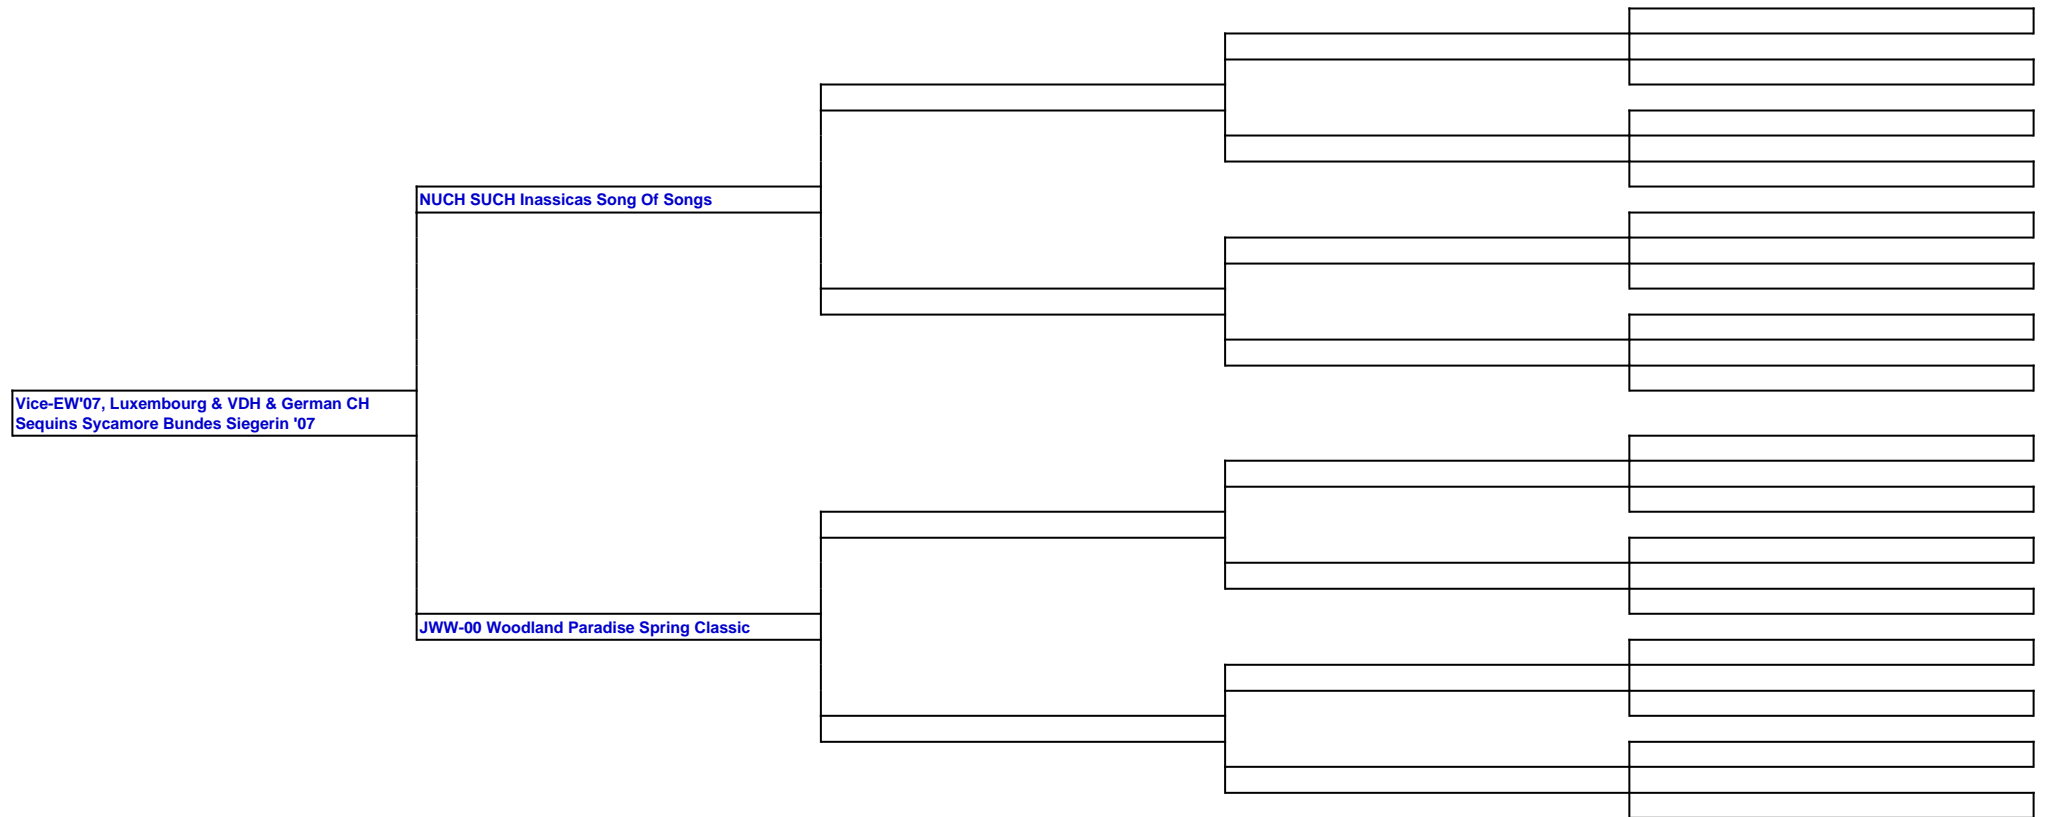 NUCH SUCH Inassicas Song Of Songs
Vice-EW'07, Luxembourg & VDH & German CH
Sequins Sycamore Bundes Siegerin '07
JWW-00 Woodland Paradise Spring Classic